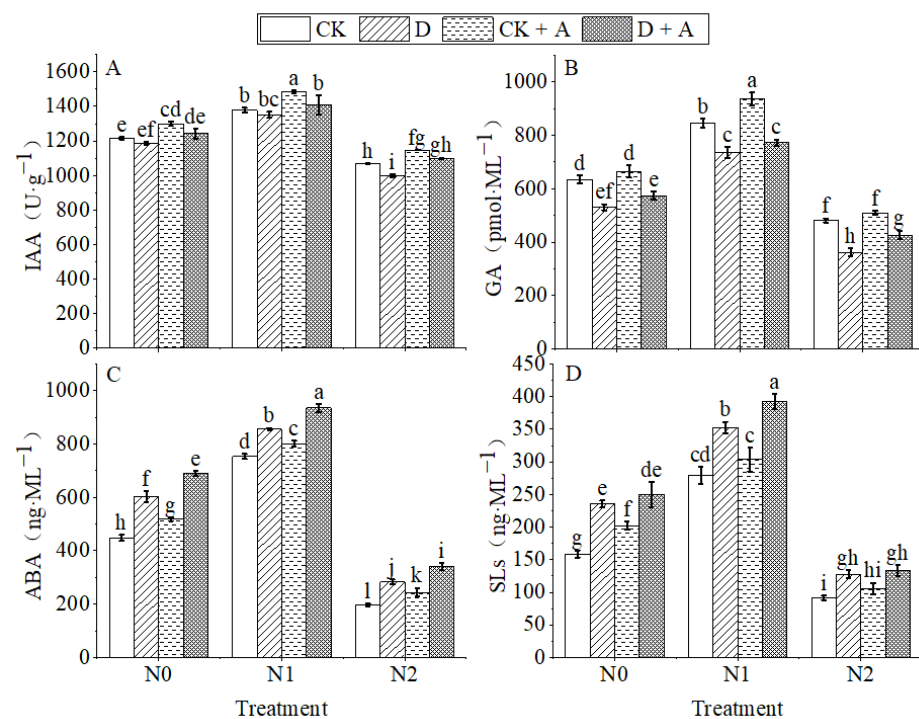 CK D CK + A D + A
A
1600
1400
1200
1000
800
600
400
200
0
IAA（U·g⁻¹）
e ef cd de
b bc a b
h i fg gh
B
1000
800
600
400
200
0
GA（pmol·ML⁻¹）
d ef d e
b c a c
f h f g
C
1000
800
600
400
200
0
ABA（ng·ML⁻¹）
h f g e
d b c a
l j k i
N0 N1 N2
Treatment
D
450
400
350
300
250
200
150
100
50
0
SLs（ng·ML⁻¹）
g e f de
cd b c a
i gh hi gh
N0 N1 N2
Treatment